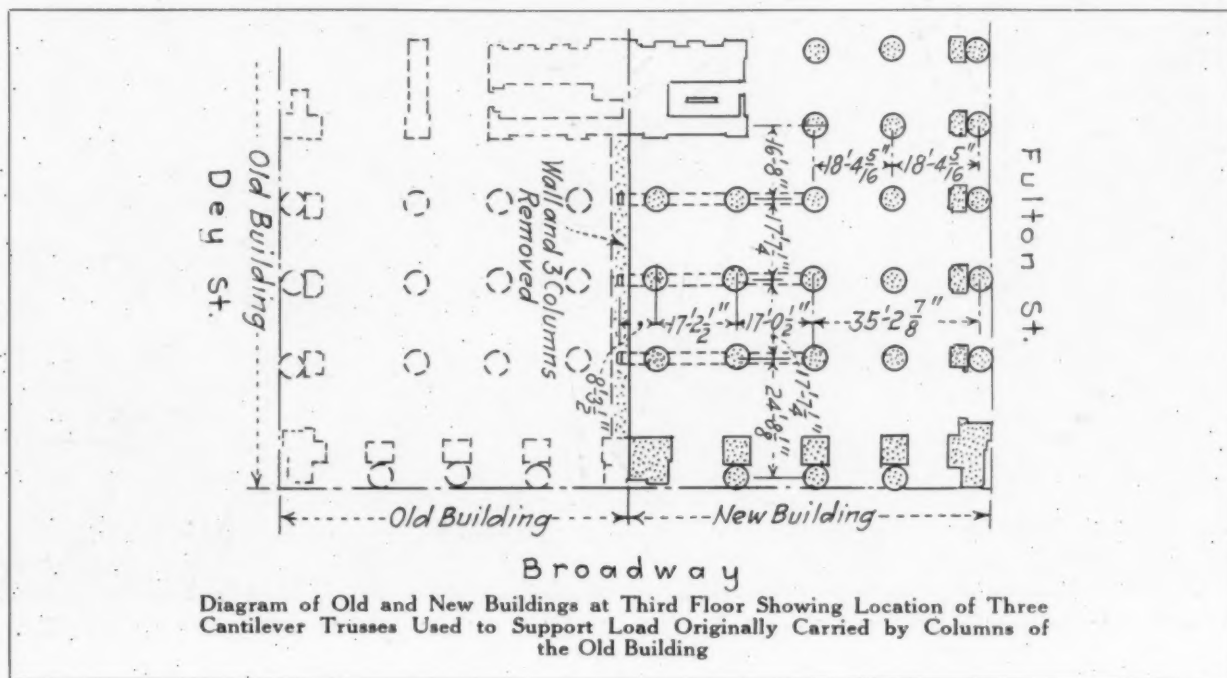 Dey St.
Old Building
Wall and 3 Columns
Removed
Fulton St.
18'-4 5/16"
18'-4 5/16"
16'-8"
17'-7 1/4"
17'-2 1/2"
17'-0 1/2"
35'-2 7/8"
8'-3 1/2"
17'-7 1/4"
24'-8 1/8"
Old Building
New Building
Broadway
Diagram of Old and New Buildings at Third Floor Showing Location of Three
Cantilever Trusses Used to Support Load Originally Carried by Columns of
the Old Building